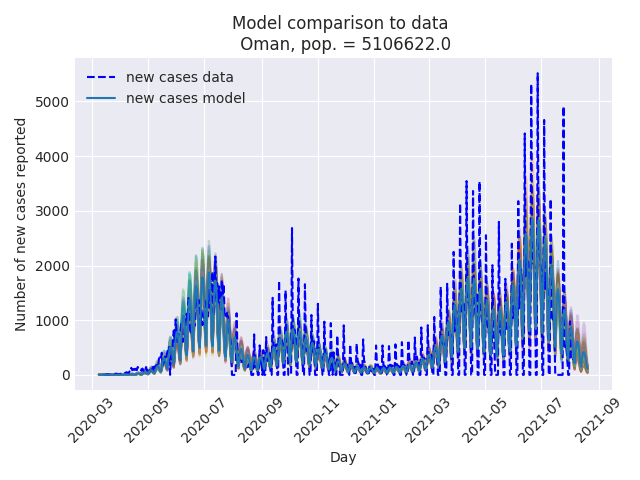 Model comparison to data
Oman, pop. = 5106622.0
new cases data
new cases model
Number of new cases reported
5000
4000
3000
2000
1000
0
2020-03
2020-05
2020-07
2020-09
2020-11
2021-01
2021-03
2021-05
2021-07
2021-09
Day